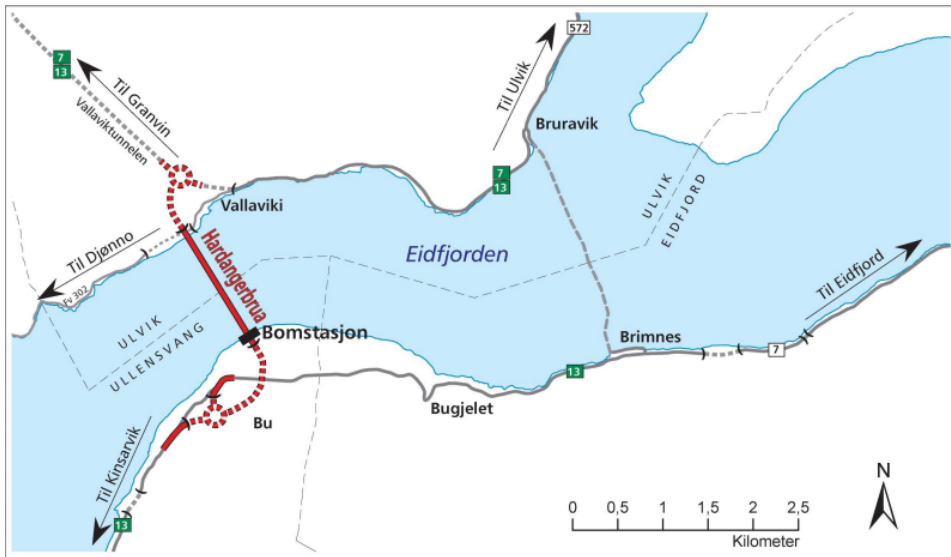 7
13
Til Granvin
Vallaviktunnelen
572
Til Ulvik
Bruravik
7
13
Vallaviki
ULVIK
EIDFJORD
Hardangerbrua
Eidfjorden
Til Djønno
Fv 302
Til Eidfjord
ULVIK
ULLENSVANG
Bomstasjon
Brimnes
7
13
Bugjelet
Bu
Til Kinsarvik
13
N
0 0,5 1 1,5 2 2,5
Kilometer